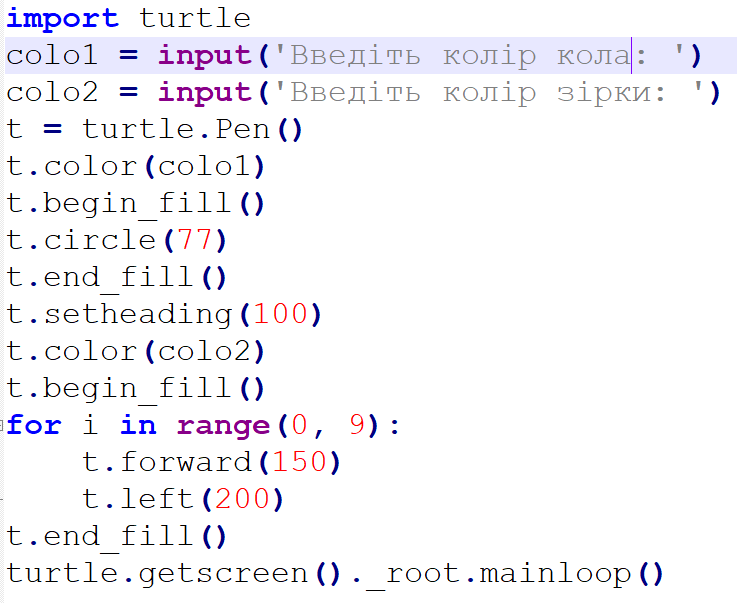 import turtle
colo1 = input('Введіть колір кола: ')
colo2 = input('Введіть колір зірки: ')
t = turtle.Pen()
t.color(colo1)
t.begin_fill()
t.circle(77)
t.end_fill()
t.setheading(100)
t.color(colo2)
t.begin_fill()
for i in range(0, 9):
    t.forward(150)
    t.left(200)
t.end_fill()
turtle.getscreen()._root.mainloop()